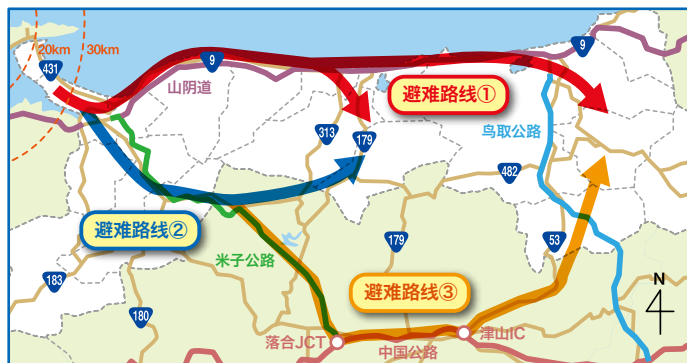 20km
30km
431
9
9
山阴道
避难路线①
鸟取公路
313
179
482
避难路线②
米子公路
179
53
183
避难路线③
N
180
落合JCT
中国公路
津山IC